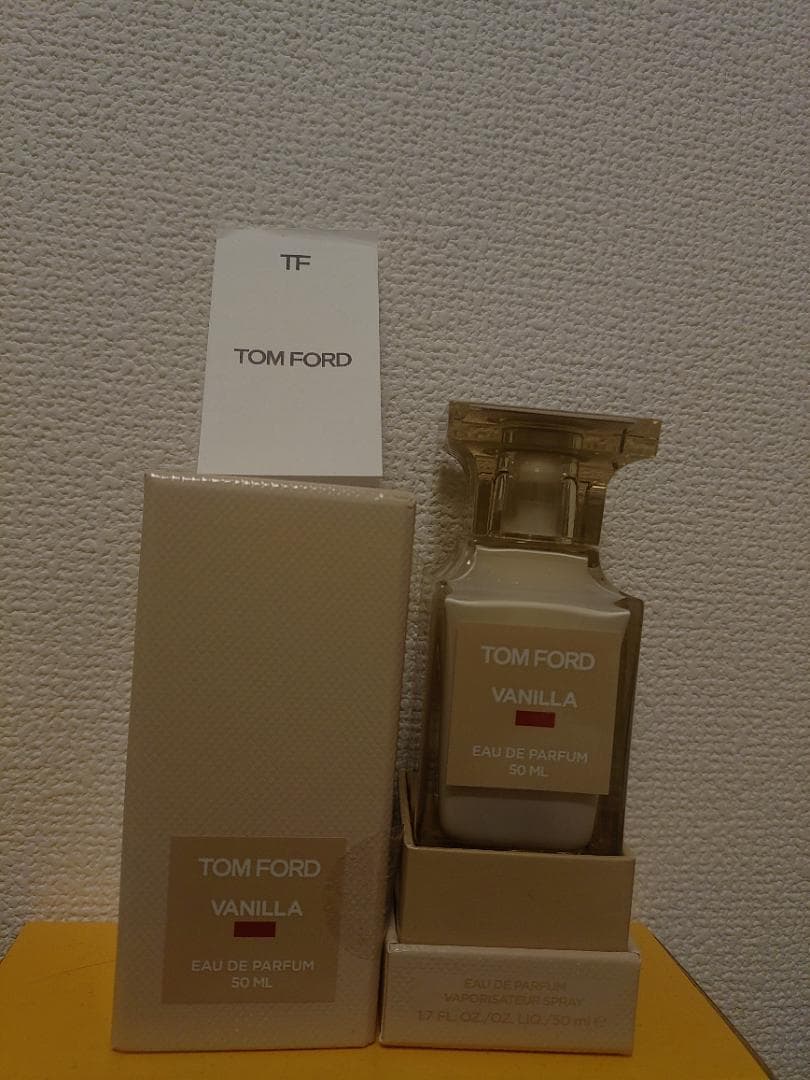 TF
TOM FORD
TOM FORD
VANILLA
EAU DE PARFUM
50 ML
TOM FORD
VANILLA
EAU DE PARFUM
50 ML
EAU DE PARFUM
VAPORISATEUR SPRAY
1.7 FL. OZ./OZ. LIQ./50 ml e